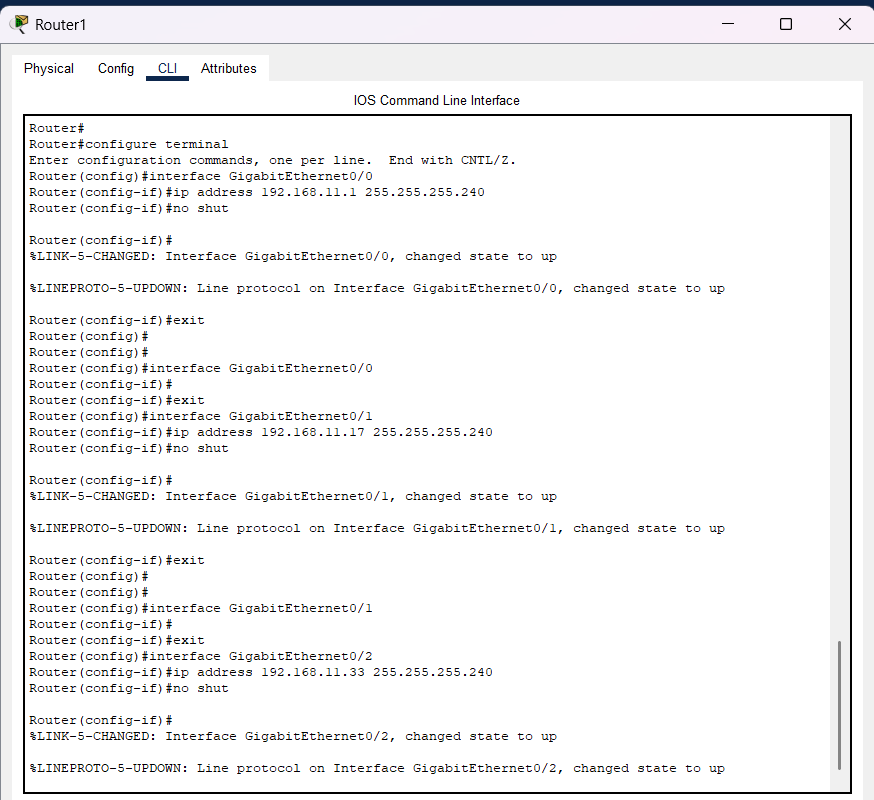 Router1
Physical Config CLI Attributes
IOS Command Line Interface
Router#
Router#configure terminal
Enter configuration commands, one per line.  End with CNTL/Z.
Router(config)#interface GigabitEthernet0/0
Router(config-if)#ip address 192.168.11.1 255.255.255.240
Router(config-if)#no shut
Router(config-if)#
%LINK-5-CHANGED: Interface GigabitEthernet0/0, changed state to up
%LINEPROTO-5-UPDOWN: Line protocol on Interface GigabitEthernet0/0, changed state to up
Router(config-if)#exit
Router(config)#
Router(config)#
Router(config)#interface GigabitEthernet0/0
Router(config-if)#
Router(config-if)#exit
Router(config)#interface GigabitEthernet0/1
Router(config-if)#ip address 192.168.11.17 255.255.255.240
Router(config-if)#no shut
Router(config-if)#
%LINK-5-CHANGED: Interface GigabitEthernet0/1, changed state to up
%LINEPROTO-5-UPDOWN: Line protocol on Interface GigabitEthernet0/1, changed state to up
Router(config-if)#exit
Router(config)#
Router(config)#
Router(config)#interface GigabitEthernet0/1
Router(config-if)#
Router(config-if)#exit
Router(config)#interface GigabitEthernet0/2
Router(config-if)#ip address 192.168.11.33 255.255.255.240
Router(config-if)#no shut
Router(config-if)#
%LINK-5-CHANGED: Interface GigabitEthernet0/2, changed state to up
%LINEPROTO-5-UPDOWN: Line protocol on Interface GigabitEthernet0/2, changed state to up